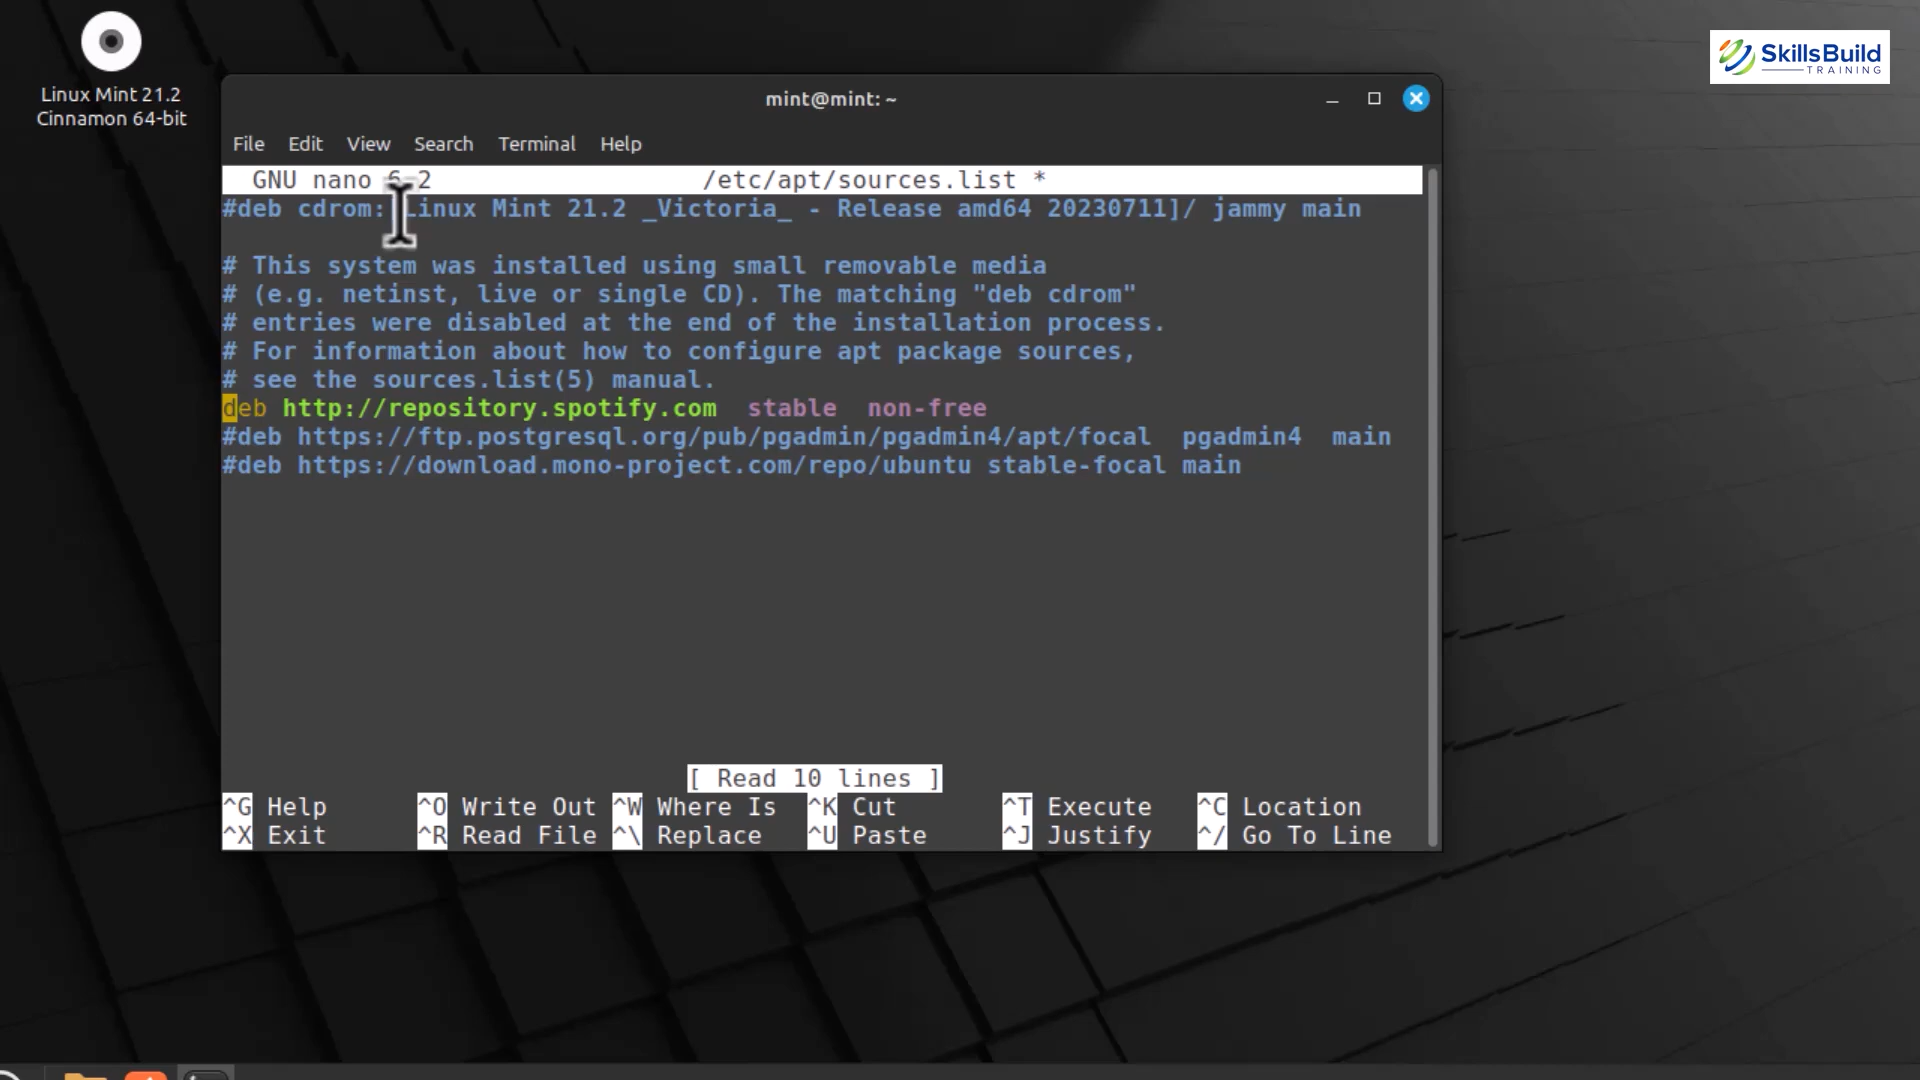 Linux Mint 21.2
Cinnamon 64-bit
SkillsBuild
TRAINING
mint@mint: ~
File Edit View Search Terminal Help
GNU nano 6.2 /etc/apt/sources.list *
#deb cdrom:[Linux Mint 21.2 _Victoria_ - Release amd64 20230711]/ jammy main
# This system was installed using small removable media
# (e.g. netinst, live or single CD). The matching "deb cdrom"
# entries were disabled at the end of the installation process.
# For information about how to configure apt package sources,
# see the sources.list(5) manual.
deb http://repository.spotify.com  stable  non-free
#deb https://ftp.postgresql.org/pub/pgadmin/pgadmin4/apt/focal  pgadmin4  main
#deb https://download.mono-project.com/repo/ubuntu stable-focal main
[ Read 10 lines ]
^G Help ^O Write Out ^W Where Is ^K Cut ^T Execute ^C Location
^X Exit ^R Read File ^\ Replace ^U Paste ^J Justify ^/ Go To Line